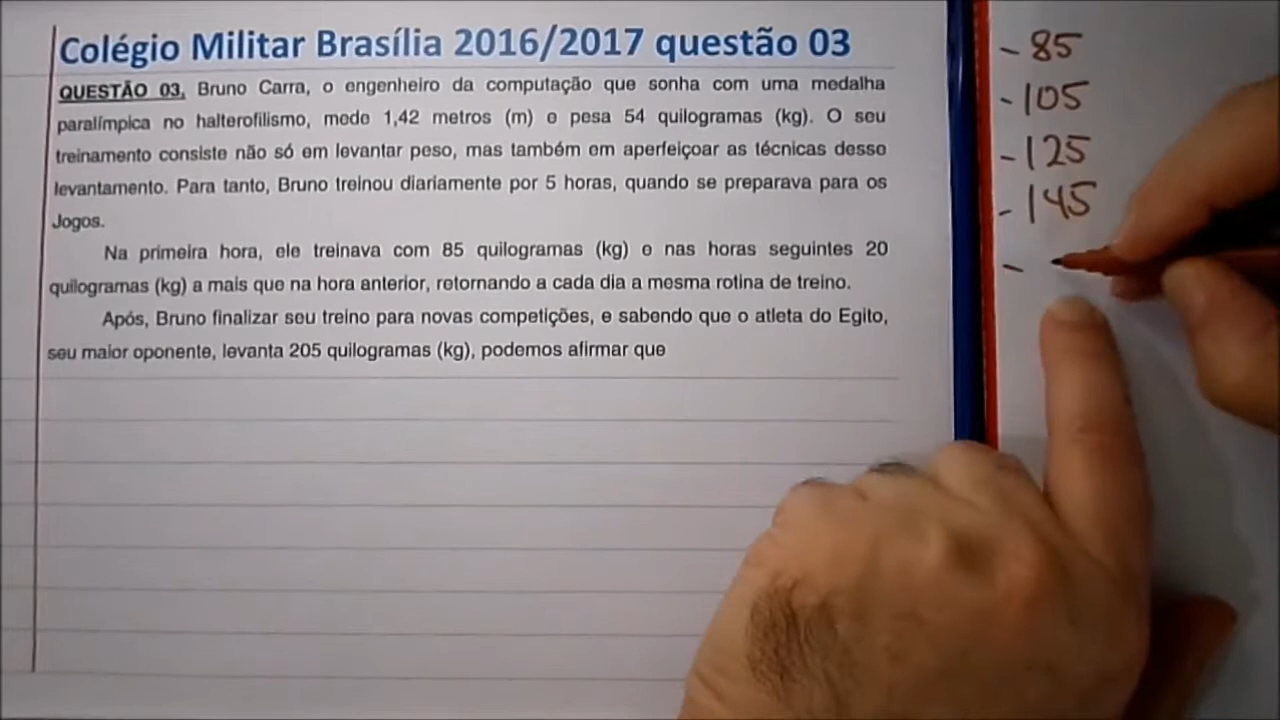 Colégio Militar Brasília 2016/2017 questão 03
QUESTÃO 03. Bruno Carra, o engenheiro da computação que sonha com uma medalha
paralímpica no halterofilismo, mede 1,42 metros (m) e pesa 54 quilogramas (kg). O seu
treinamento consiste não só em levantar peso, mas também em aperfeiçoar as técnicas desse
levantamento. Para tanto, Bruno treinou diariamente por 5 horas, quando se preparava para os
Jogos.
Na primeira hora, ele treinava com 85 quilogramas (kg) e nas horas seguintes 20
quilogramas (kg) a mais que na hora anterior, retornando a cada dia a mesma rotina de treino.
Após, Bruno finalizar seu treino para novas competições, e sabendo que o atleta do Egito,
seu maior oponente, levanta 205 quilogramas (kg), podemos afirmar que
- 85
- 105
- 125
- 145
-